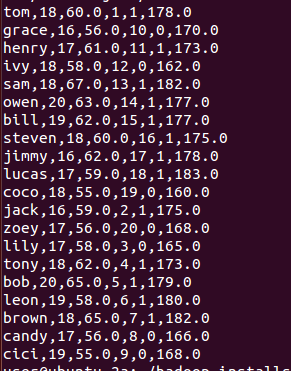 tom,18,60.0,1,1,178.0
grace,16,56.0,10,0,170.0
henry,17,61.0,11,1,173.0
ivy,18,58.0,12,0,162.0
sam,18,67.0,13,1,182.0
owen,20,63.0,14,1,177.0
bill,19,62.0,15,1,177.0
steven,18,60.0,16,1,175.0
jimmy,16,62.0,17,1,178.0
lucas,17,59.0,18,1,183.0
coco,18,55.0,19,0,160.0
jack,16,59.0,2,1,175.0
zoey,17,56.0,20,0,168.0
lily,17,58.0,3,0,165.0
tony,18,62.0,4,1,173.0
bob,20,65.0,5,1,179.0
leon,19,58.0,6,1,180.0
brown,18,65.0,7,1,182.0
candy,17,56.0,8,0,166.0
cici,19,55.0,9,0,168.0